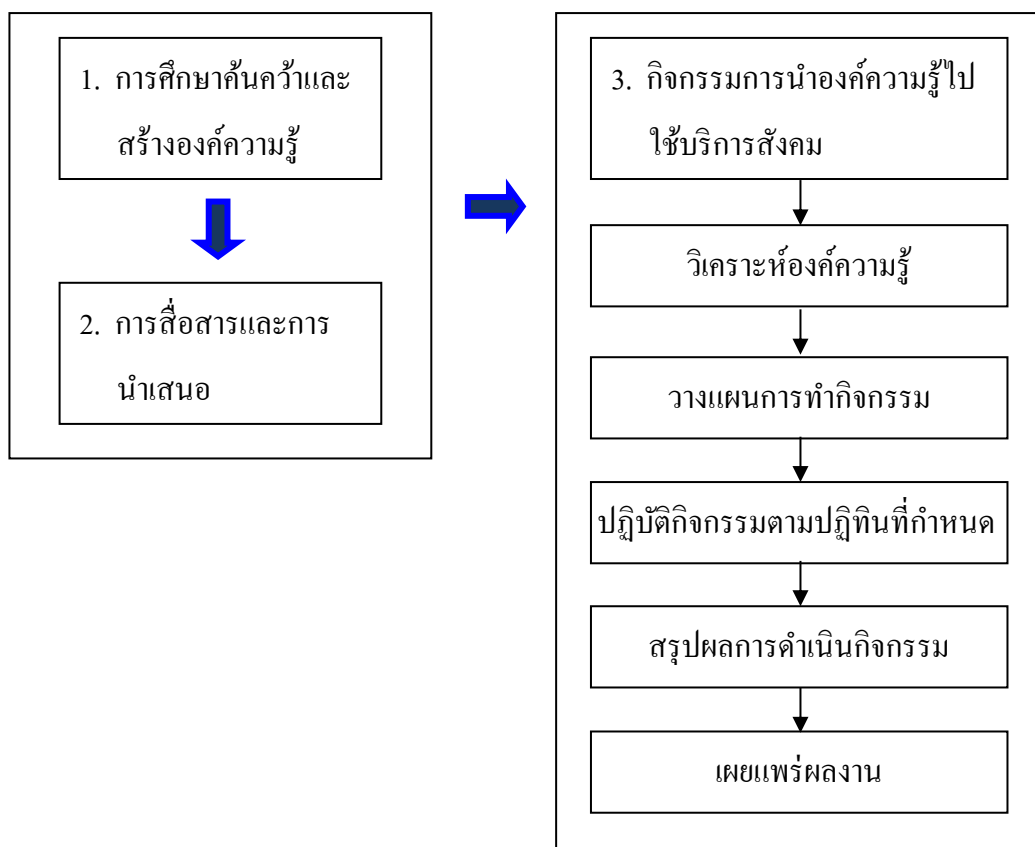 1. การศึกษาค้นคว้าและ
สร้างองค์ความรู้
2. การสื่อสารและการ
นำเสนอ
3. กิจกรรมการนำองค์ความรู้ไป
ใช้บริการสังคม
วิเคราะห์องค์ความรู้
วางแผนการทำกิจกรรม
ปฏิบัติกิจกรรมตามปฏิทินที่กำหนด
สรุปผลการดำเนินกิจกรรม
เผยแพร่ผลงาน